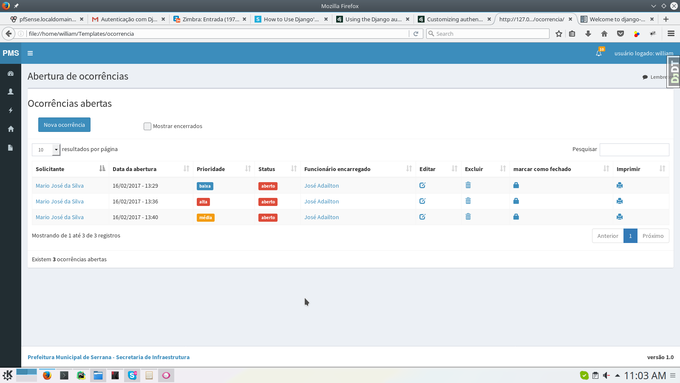 Mozilla Firefox
pfSense.localdomain...
Autenticação com Dj...
Zimbra: Entrada (197...
How to Use Django'...
Using the Django au...
Customizing authen...
http://127.0.../ocorrencia/
Welcome to django-...
file:///home/william/Templates/ocorrencia
Search
PMS
usuário logado: william
Abertura de ocorrências
DjDT
Ocorrências abertas
Nova ocorrência
Mostrar encerrados
10 resultados por página
Pesquisar
Solicitante Data da abertura Prioridade Status Funcionário encarregado Editar Excluir marcar como fechado Imprimir
Mario José da Silva 16/02/2017 - 13:29 baixa aberto José Adailton
Mario José da Silva 16/02/2017 - 13:36 alta aberto José Adailton
Mario José da Silva 16/02/2017 - 13:40 média aberto José Adailton
Mostrando de 1 até 3 de 3 registros
Anterior 1 Próximo
Existem 3 ocorrências abertas
Prefeitura Municipal de Serrana - Secretaria de Infraestrutura
versão 1.0
11:03 AM